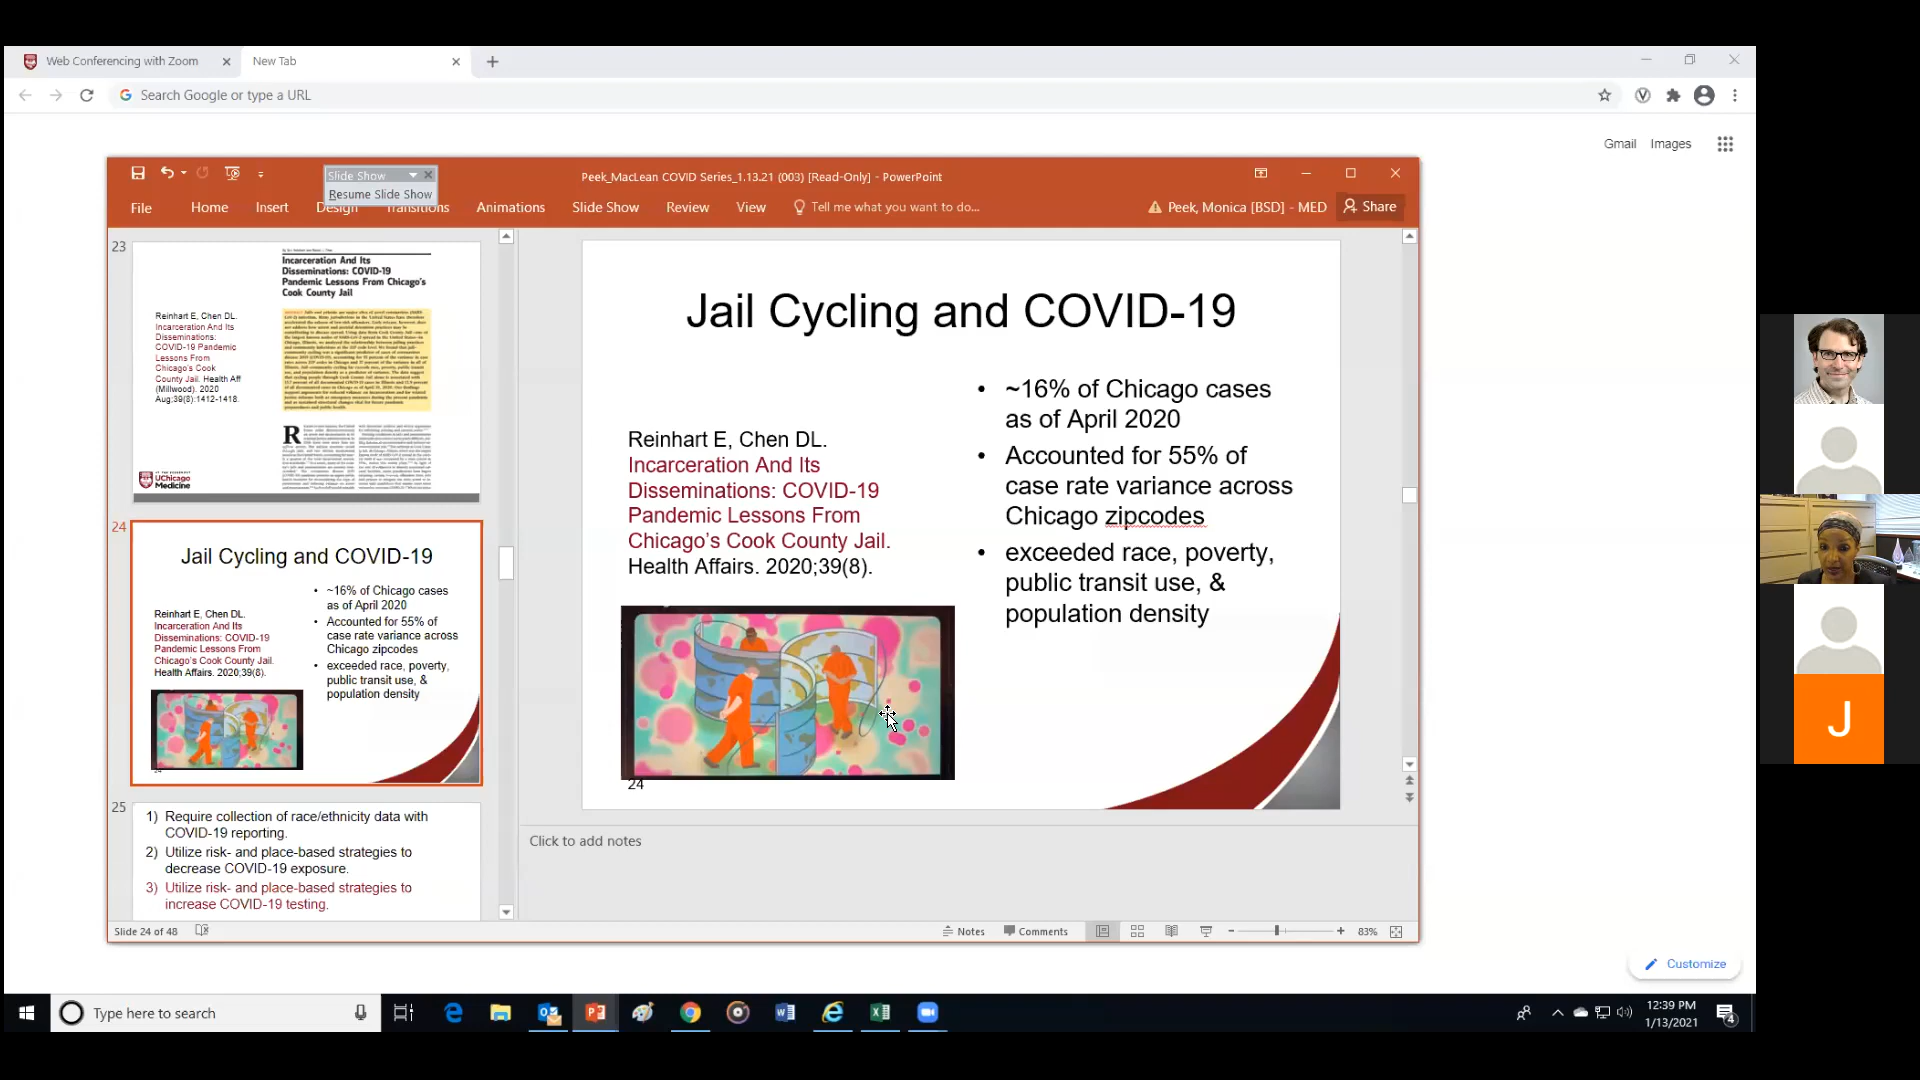 Web Conferencing with Zoom
New Tab
Search Google or type a URL
Gmail Images
Slide Show
Resume Slide Show
Peek_MacLean COVID Series_1.13.21 (003) [Read-Only] - PowerPoint
File Home Insert Design Transitions Animations Slide Show Review View Tell me what you want to do... Peek, Monica [BSD] - MED Share
23
Incarceration And Its
Disseminations: COVID-19
Pandemic Lessons From Chicago's
Cook County Jail
Reinhart E, Chen DL.
Incarceration And Its
Disseminations:
COVID-19 Pandemic
Lessons From
Chicago's Cook
County Jail. Health Aff
(Millwood). 2020
Aug;39(8):1412-1418.
R
UChicago
Medicine
24
Jail Cycling and COVID-19
Reinhart E, Chen DL.
Incarceration And Its
Disseminations: COVID-19
Pandemic Lessons From
Chicago's Cook County Jail.
Health Affairs. 2020;39(8).
• ~16% of Chicago cases
as of April 2020
• Accounted for 55% of
case rate variance across
Chicago zipcodes
• exceeded race, poverty,
public transit use, &
population density
24
25
1) Require collection of race/ethnicity data with
COVID-19 reporting.
2) Utilize risk- and place-based strategies to
decrease COVID-19 exposure.
3) Utilize risk- and place-based strategies to
increase COVID-19 testing.
Jail Cycling and COVID-19
Reinhart E, Chen DL.
Incarceration And Its
Disseminations: COVID-19
Pandemic Lessons From
Chicago's Cook County Jail.
Health Affairs. 2020;39(8).
• ~16% of Chicago cases
as of April 2020
• Accounted for 55% of
case rate variance across
Chicago zipcodes
• exceeded race, poverty,
public transit use, &
population density
24
Click to add notes
Slide 24 of 48
Notes Comments 83%
J
Customize
Type here to search
12:39 PM
1/13/2021
4